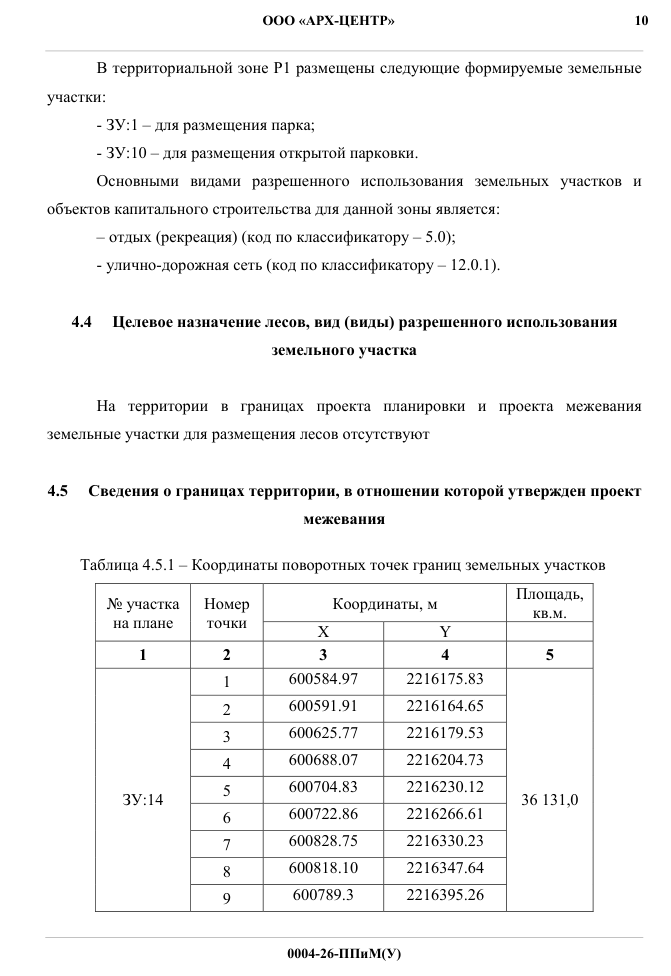 ООО «АРХ-ЦЕНТР» 10
В территориальной зоне Р1 размещены следующие формируемые земельные
участки:
- ЗУ:1 – для размещения парка;
- ЗУ:10 – для размещения открытой парковки.
Основными видами разрешенного использования земельных участков и
объектов капитального строительства для данной зоны является:
– отдых (рекреация) (код по классификатору – 5.0);
- улично-дорожная сеть (код по классификатору – 12.0.1).
4.4 Целевое назначение лесов, вид (виды) разрешенного использования
земельного участка
На территории в границах проекта планировки и проекта межевания
земельные участки для размещения лесов отсутствуют
4.5 Сведения о границах территории, в отношении которой утвержден проект
межевания
Таблица 4.5.1 – Координаты поворотных точек границ земельных участков
№ участка на плане Номер точки Координаты, м Площадь, кв.м.
X Y
1 2 3 4 5
ЗУ:14
1 600584.97 2216175.83
2 600591.91 2216164.65
3 600625.77 2216179.53
4 600688.07 2216204.73
5 600704.83 2216230.12
36 131,0
6 600722.86 2216266.61
7 600828.75 2216330.23
8 600818.10 2216347.64
9 600789.3 2216395.26
0004-26-ППиМ(У)